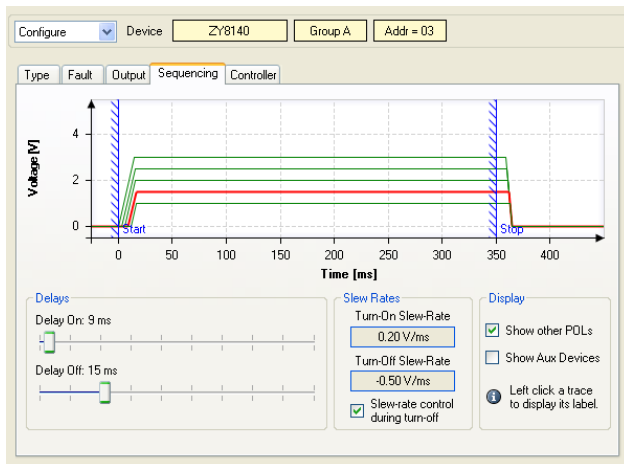 Configure Device ZY8140 Group A Addr = 03
Type Fault Output Sequencing Controller
Voltage [V]
4
2
0
Start
Stop
0 50 100 150 200 250 300 350 400
Time [ms]
Delays
Delay On: 9 ms
Delay Off: 15 ms
Slew Rates
Turn-On Slew-Rate
0.20 V/ms
Turn-Off Slew-Rate
-0.50 V/ms
Slew-rate control
during turn-off
Display
Show other POLs
Show Aux Devices
Left click a trace
to display its label.